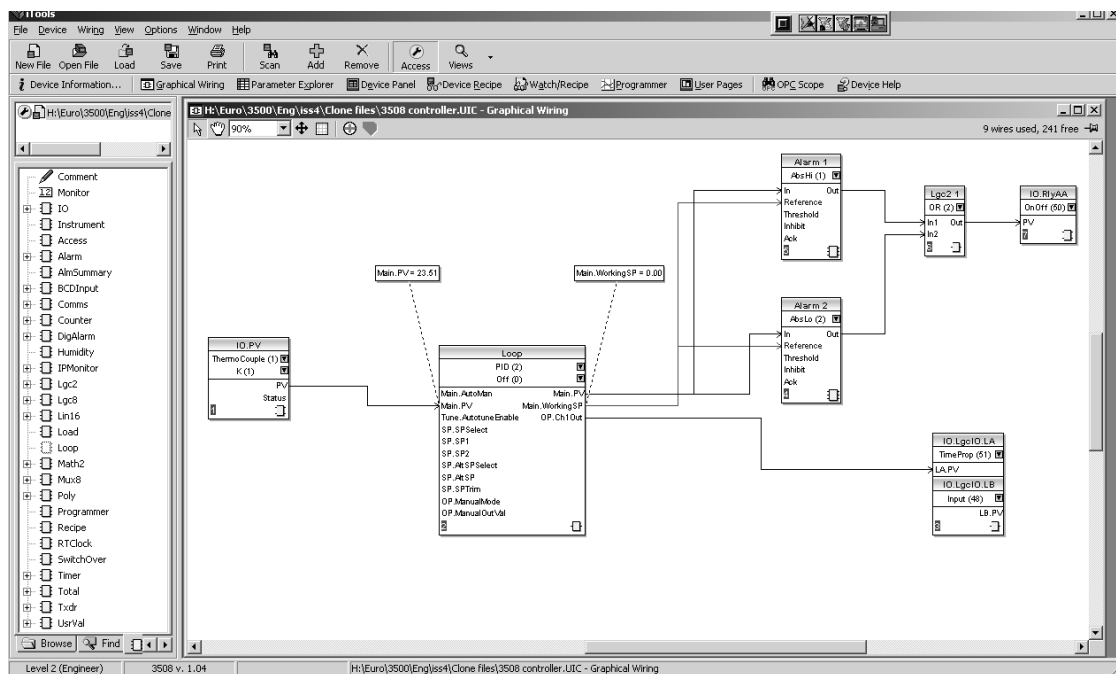 iTools
File Device Wiring View Options Window Help
New File Open File Load Save Print Scan Add Remove Access Views
Device Information... Graphical Wiring Parameter Explorer Device Panel Device Recipe Watch/Recipe Programmer User Pages OPC Scope Device Help
H:\Euro\3500\Eng\iss4\Clone
H:\Euro\3500\Eng\iss4\Clone files\3508 controller.UIC - Graphical Wiring
90%
9 wires used, 241 free
Comment
12 Monitor
IO
Instrument
Access
Alarm
AlmSummary
BCDInput
Comms
Counter
DigAlarm
Humidity
IPMonitor
Lgc2
Lgc8
Lin16
Load
Loop
Math2
Mux8
Poly
Programmer
Recipe
RTClock
SwitchOver
Timer
Total
Txdr
UsrVal
Browse Find
IO.PV
ThermoCouple (1)
K (1)
PV
Status
1
Main.PV = 23.51
Main.WorkingSP = 0.00
Loop
PID (2)
Off (0)
Main.AutoMan Main.PV
Main.PV Main.WorkingSP
Tune.AutotuneEnable OP.Ch1Out
SP.SPSelect
SP.SP1
SP.SP2
SP.AltSPSelect
SP.AltSP
SP.SPTrim
OP.ManualMode
OP.ManualOutVal
Alarm 1
AbsHi (1)
In Out
Reference
Threshold
Inhibit
Ack
Alarm 2
AbsLo (2)
In Out
Reference
Threshold
Inhibit
Ack
Lgc2 1
OR (2)
In1 Out
In2
IO.RlyAA
OnOff (50)
PV
IO.LgcIO.LA
TimeProp (51)
LA.PV
IO.LgcIO.LB
Input (48)
LB.PV
Level 2 (Engineer) 3508 v. 1.04 H:\Euro\3500\Eng\iss4\Clone files\3508 controller.UIC - Graphical Wiring